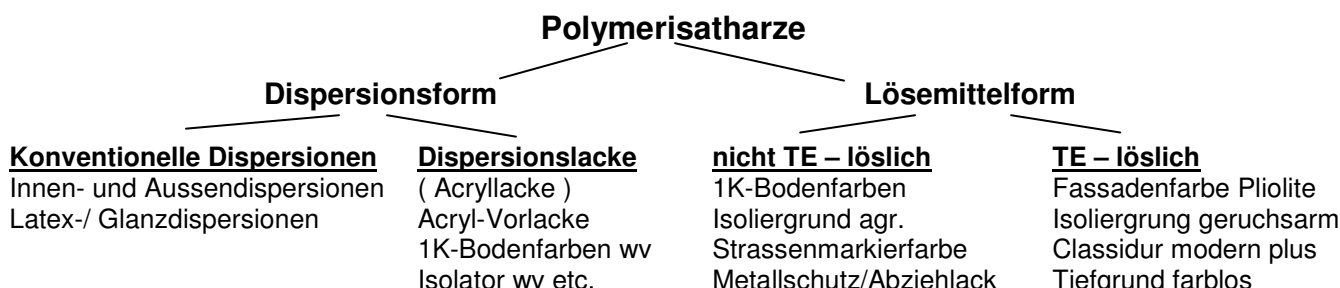 Polymerisatharze
Dispersionsform Lösemittelform
Konventionelle Dispersionen Dispersionslacke nicht TE – löslich TE – löslich
Innen- und Aussendispersionen ( Acryllacke ) 1K-Bodenfarben Fassadenfarbe Pliolite
Latex-/ Glanzdispersionen Acryl-Vorlacke Isoliergrund agr. Isoliergrung geruchsarm
1K-Bodenfarben wv Strassenmarkierfarbe Classidur modern plus
Isolator wv etc. Metallschutz/Abziehlack Tiefgrund farblos